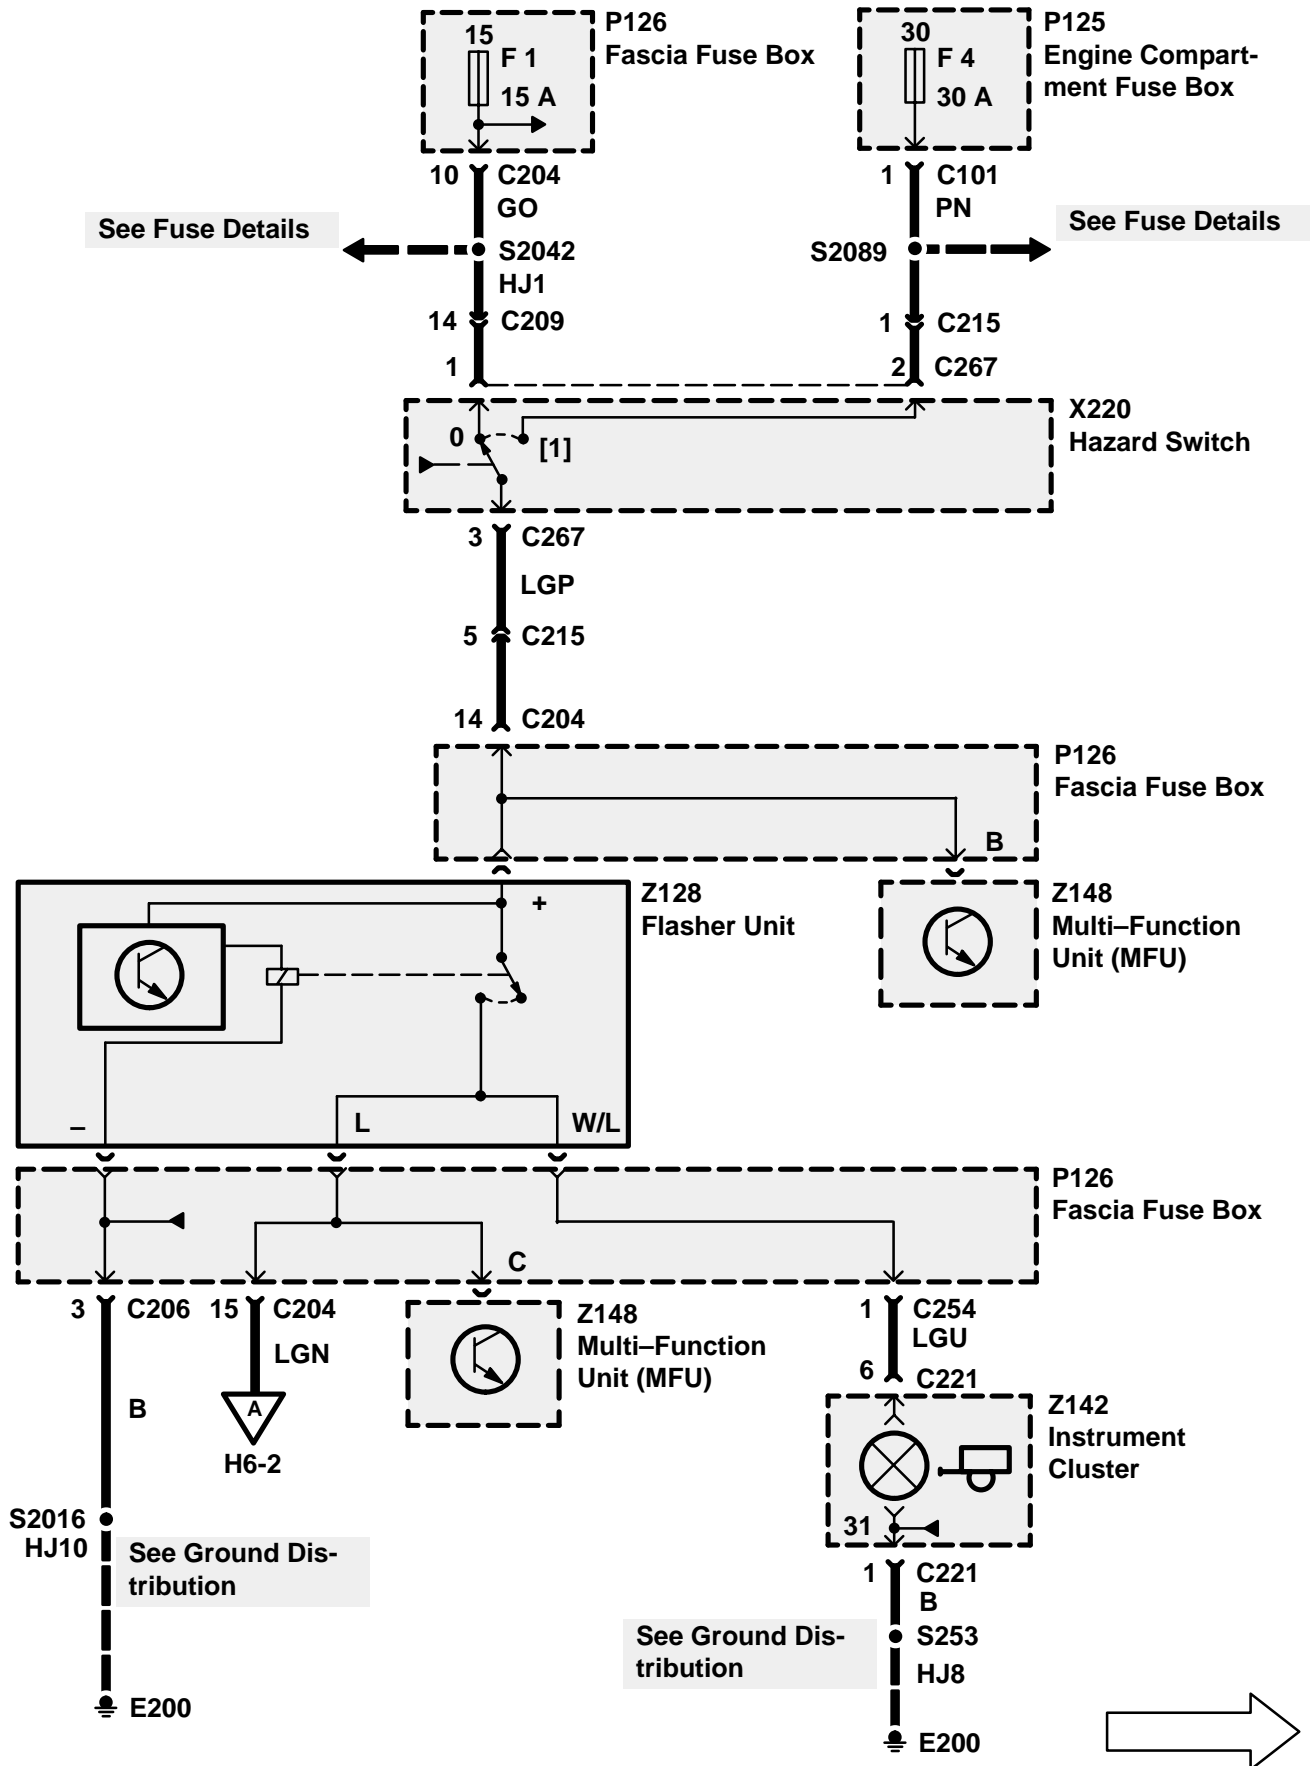 P126
Fascia Fuse Box
15
F 1
15 A
P125
Engine Compart-
ment Fuse Box
30
F 4
30 A
10 C204
GO
1 C101
PN
See Fuse Details
S2042
HJ1
S2089
See Fuse Details
14 C209
1 C215
1
2 C267
X220
Hazard Switch
0
[1]
3 C267
LGP
5 C215
14 C204
P126
Fascia Fuse Box
B
Z128
Flasher Unit
+
Z148
Multi–Function
Unit (MFU)
–
L
W/L
P126
Fascia Fuse Box
C
3 C206
15 C204
LGN
Z148
Multi–Function
Unit (MFU)
1 C254
LGU
6 C221
B
A
H6-2
Z142
Instrument
Cluster
31
S2016
HJ10
See Ground Dis-
tribution
1 C221
B
See Ground Dis-
tribution
S253
HJ8
E200
E200